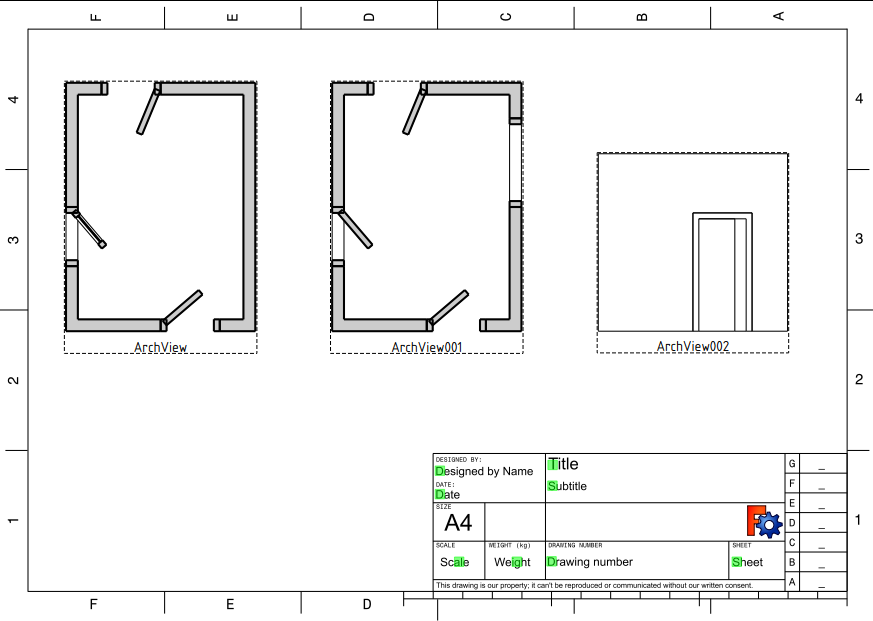 F E D C B A
4 4
3 3
ArchView ArchView001 ArchView002
2 2
DESIGNED BY:
Designed by Name
DATE:
Date
Title
Subtitle
G _
F _
E _
D _
C _
B _
A _
SIZE
A4
1 1
SCALE
Scale
WEIGHT (kg)
Weight
DRAWING NUMBER
Drawing number
SHEET
Sheet
This drawing is our property; it can't be reproduced or communicated without our written consent.
F E D